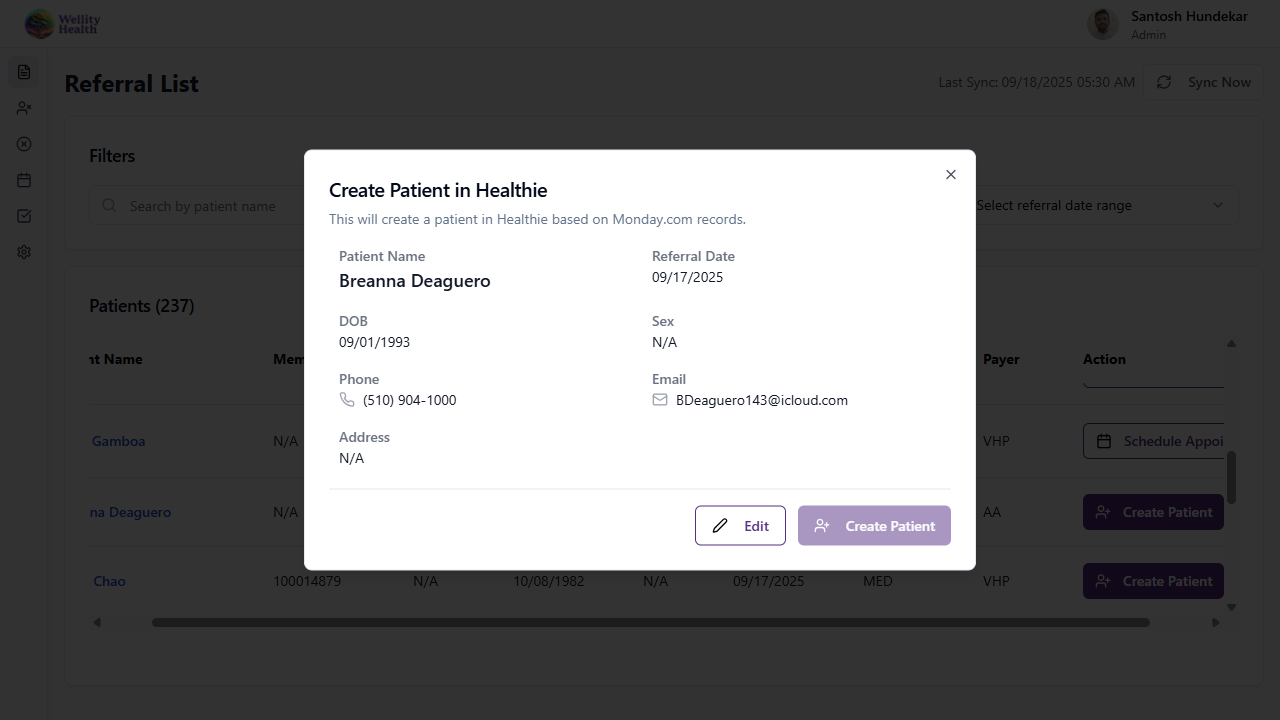 Wellity
Health
Santosh Hundekar
Admin
Referral List
Last Sync: 09/18/2025 05:30 AM
Sync Now
Filters
Search by patient name
Select referral date range
Patients (237)
nt Name
Mem
Payer
Action
Gamboa
N/A
VHP
Schedule Appoi
na Deaguero
N/A
AA
Create Patient
Chao
100014879
N/A
10/08/1982
N/A
09/17/2025
MED
VHP
Create Patient
Create Patient in Healthie
This will create a patient in Healthie based on Monday.com records.
Patient Name
Breanna Deaguero
Referral Date
09/17/2025
DOB
09/01/1993
Sex
N/A
Phone
(510) 904-1000
Email
BDeaguero143@icloud.com
Address
N/A
Edit
Create Patient